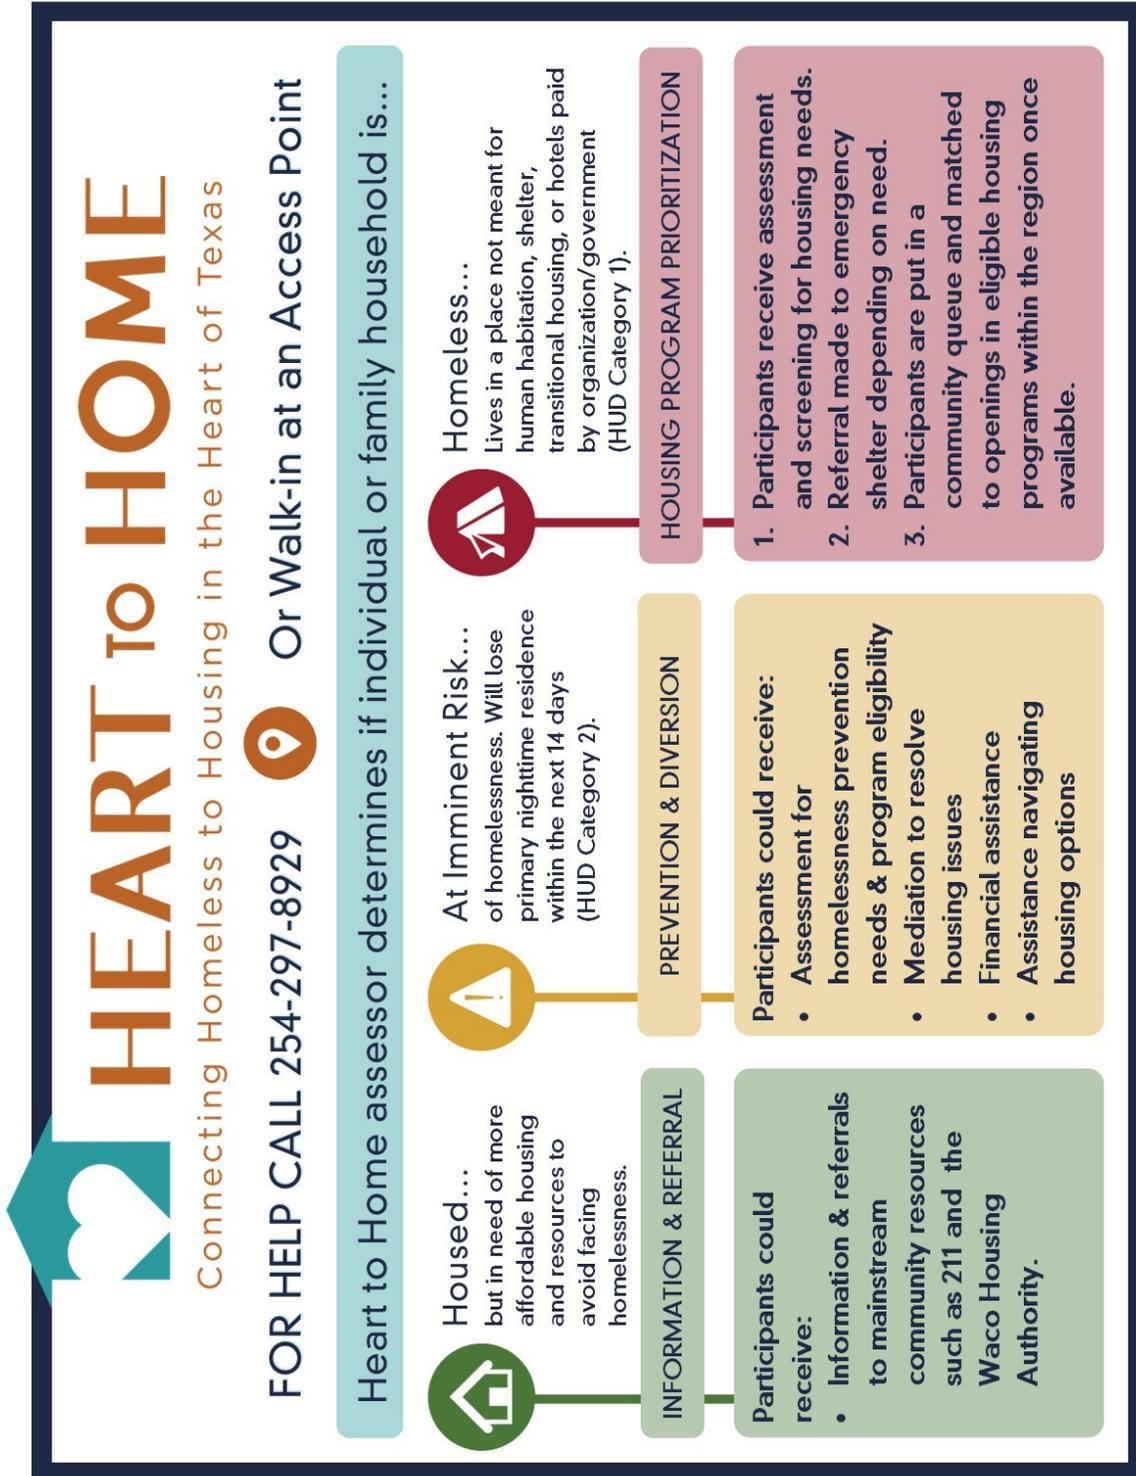 HEART TO HOME
Connecting Homeless to Housing in the Heart of Texas
FOR HELP CALL 254-297-8929
Or Walk-in at an Access Point
Heart to Home assessor determines if individual or family household is...
Housed...
but in need of more
affordable housing
and resources to
avoid facing
homelessness.
INFORMATION & REFERRAL
Participants could
receive:
• Information & referrals
to mainstream
community resources
such as 211 and the
Waco Housing
Authority.
At Imminent Risk...
of homelessness. Will lose
primary nighttime residence
within the next 14 days
(HUD Category 2).
PREVENTION & DIVERSION
Participants could receive:
• Assessment for
homelessness prevention
needs & program eligibility
• Mediation to resolve
housing issues
• Financial assistance
• Assistance navigating
housing options
Homeless...
Lives in a place not meant for
human habitation, shelter,
transitional housing, or hotels paid
by organization/government
(HUD Category 1).
HOUSING PROGRAM PRIORITIZATION
1. Participants receive assessment
and screening for housing needs.
2. Referral made to emergency
shelter depending on need.
3. Participants are put in a
community queue and matched
to openings in eligible housing
programs within the region once
available.